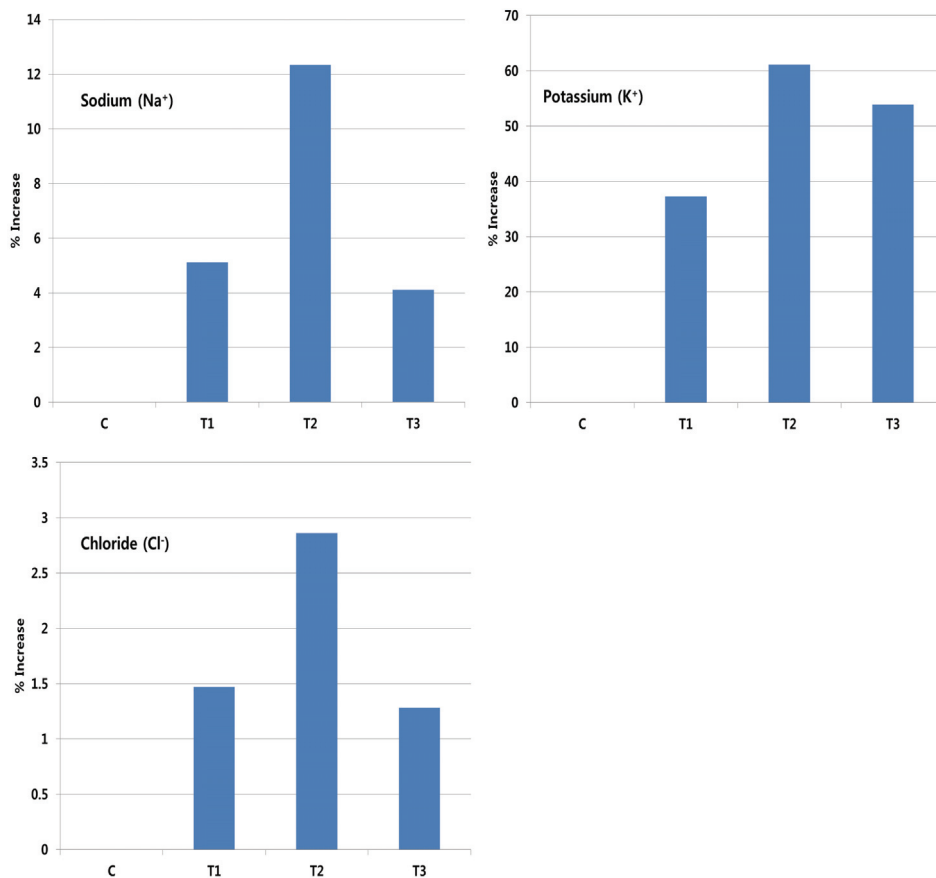 Sodium (Na⁺)
% Increase
14
12
10
8
6
4
2
0
C T1 T2 T3
Potassium (K⁺)
% Increase
70
60
50
40
30
20
10
0
C T1 T2 T3
Chloride (Cl⁻)
% Increase
3.5
3
2.5
2
1.5
1
0.5
0
C T1 T2 T3